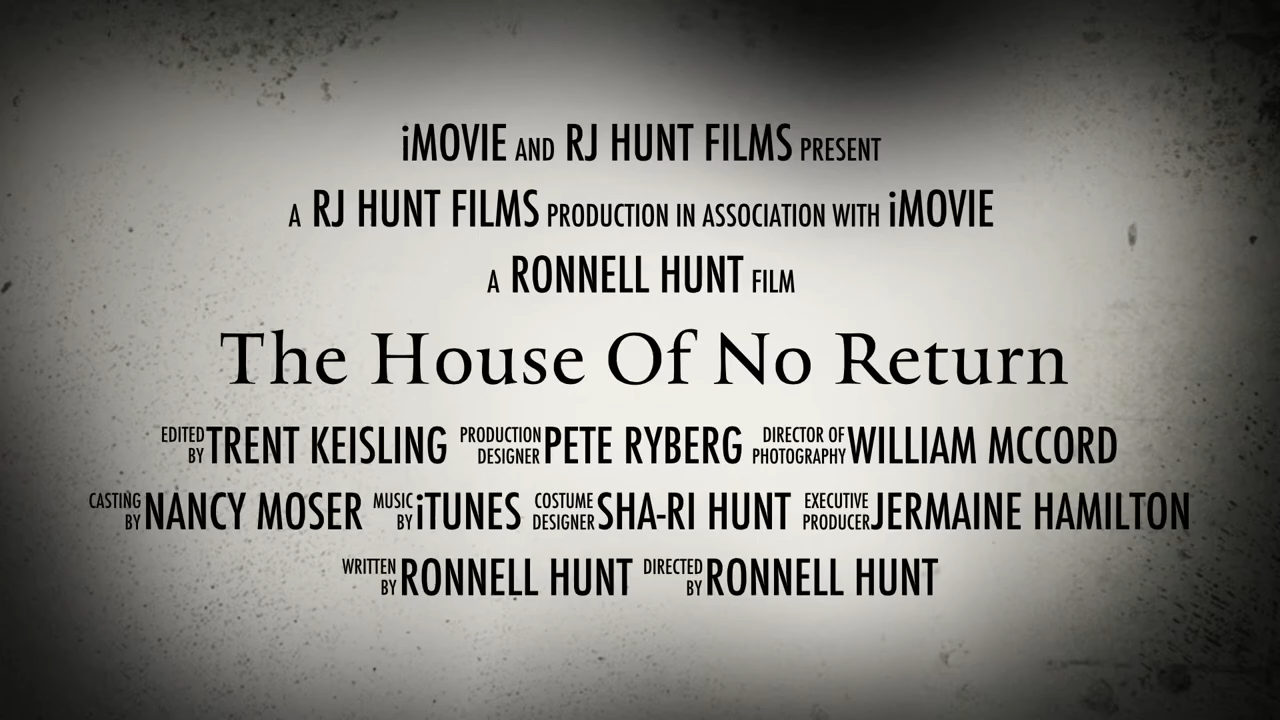 iMOVIE AND RJ HUNT FILMS PRESENT
A RJ HUNT FILMS PRODUCTION IN ASSOCIATION WITH iMOVIE
A RONNELL HUNT FILM
The House Of No Return
EDITED BY TRENT KEISLING PRODUCTION DESIGNER PETE RYBERG DIRECTOR OF PHOTOGRAPHY WILLIAM MCCORD
CASTING BY NANCY MOSER MUSIC BY iTUNES COSTUME DESIGNER SHA-RI HUNT EXECUTIVE PRODUCER JERMAINE HAMILTON
WRITTEN BY RONNELL HUNT DIRECTED BY RONNELL HUNT